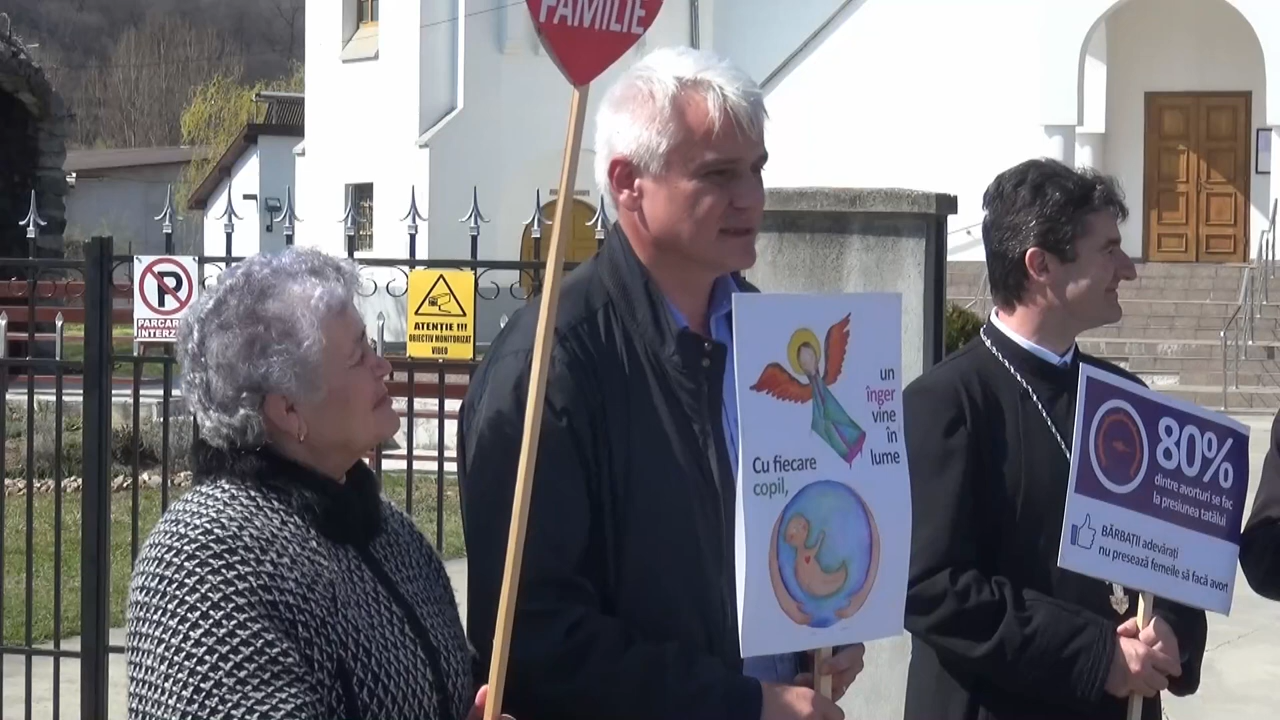 FAMILIE
PARCAREA
INTERZ
ATENȚIE !!!
OBIECTIV MONITORIZAT
VIDEO
un
înger
vine
în
lume
Cu fiecare
copil,
80%
dintre avorturi se fac
la presiunea tatălui
BĂRBAȚII adevărați
nu presează femeile să facă avort